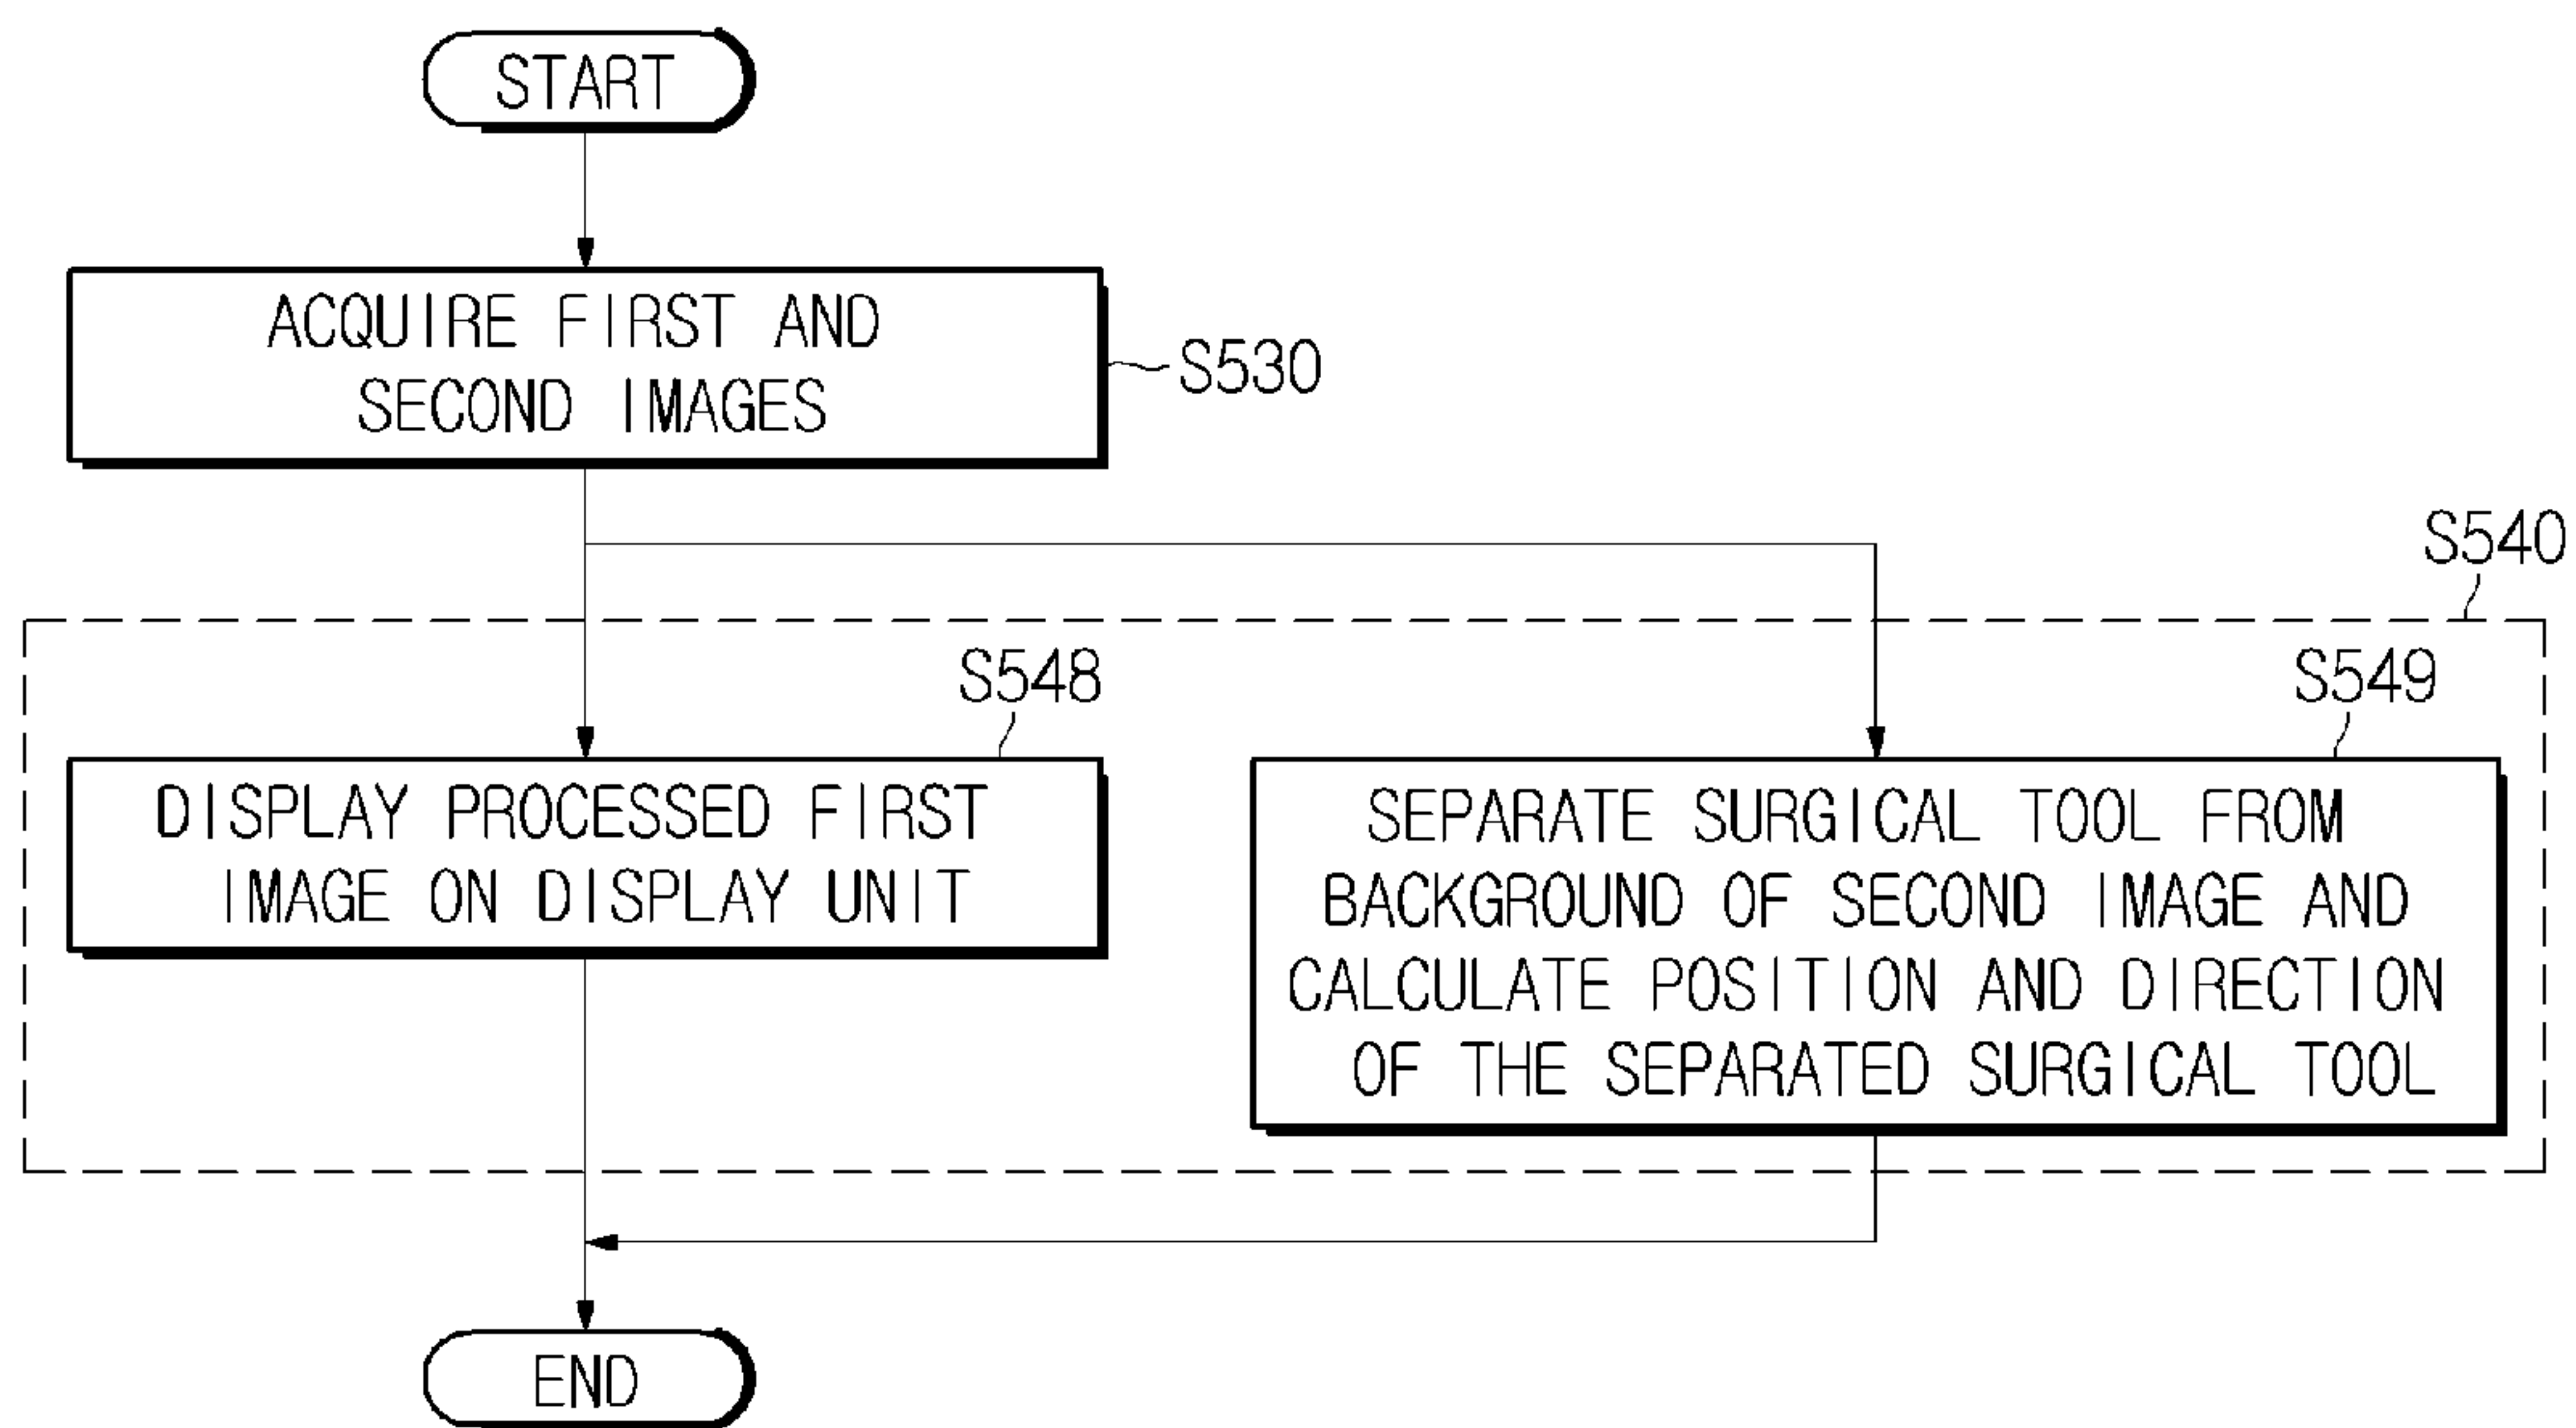 START
ACQUIRE FIRST AND
SECOND IMAGES
S530
S540
S548
DISPLAY PROCESSED FIRST
IMAGE ON DISPLAY UNIT
S549
SEPARATE SURGICAL TOOL FROM
BACKGROUND OF SECOND IMAGE AND
CALCULATE POSITION AND DIRECTION
OF THE SEPARATED SURGICAL TOOL
END